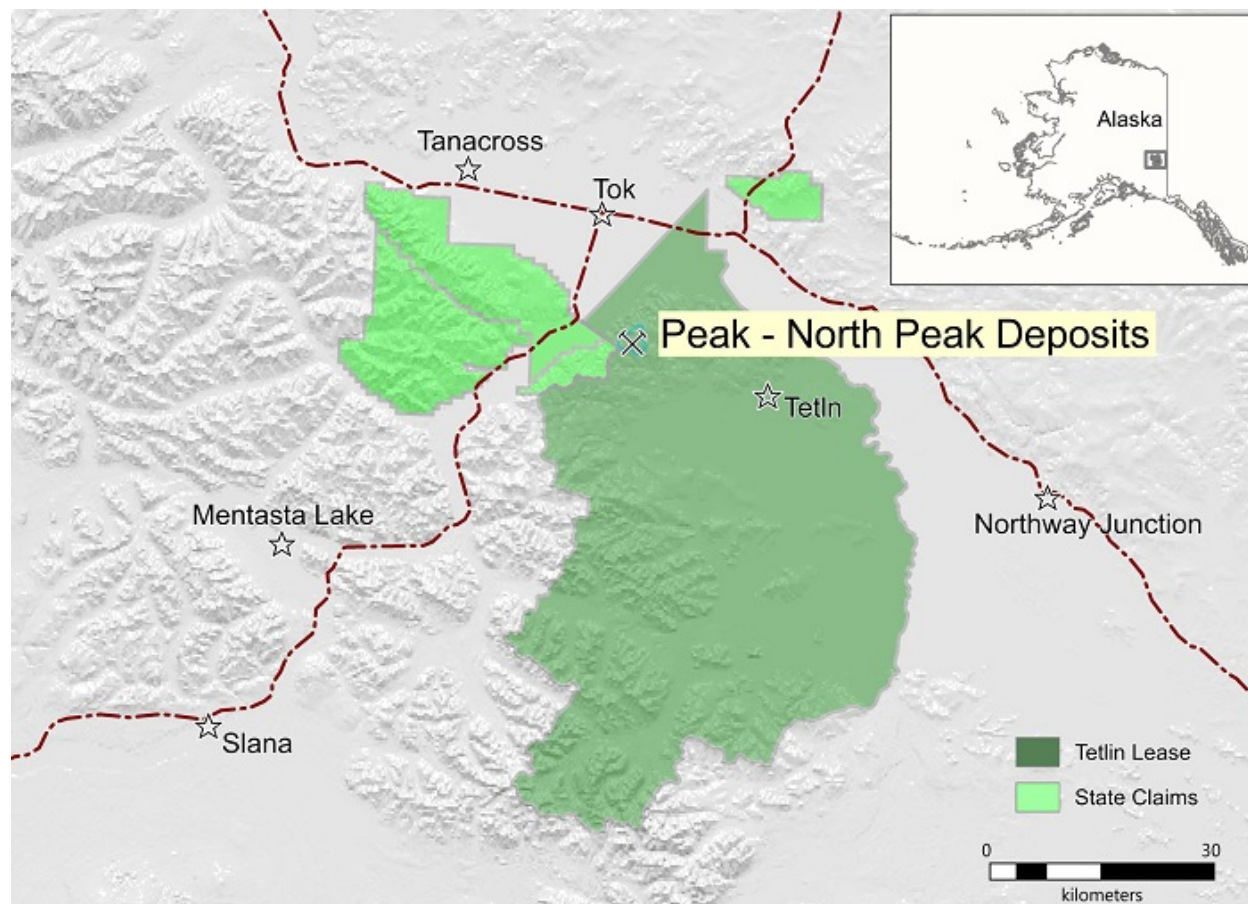 Alaska
Tanacross
Tok
Peak - North Peak Deposits
Tetln
Mentasta Lake
Northway Junction
Slana
Tetlin Lease
State Claims
0 30
kilometers